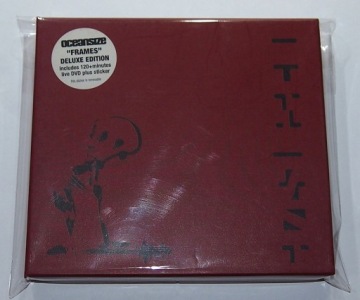 oceansize
"FRAMES"
DELUXE EDITION
includes 120+minutes
live DVD plus sticker